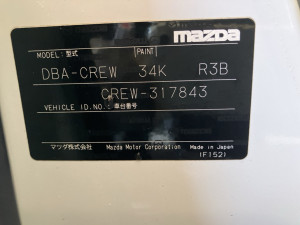 mazda
MODEL: 型式 [PAINT]
DBA-CREW 34K R3B
CREW-317843
VEHICLE ID.NO.: 車台番号
マツダ株式会社 Mazda Motor Corporation Made in Japan
(F152)